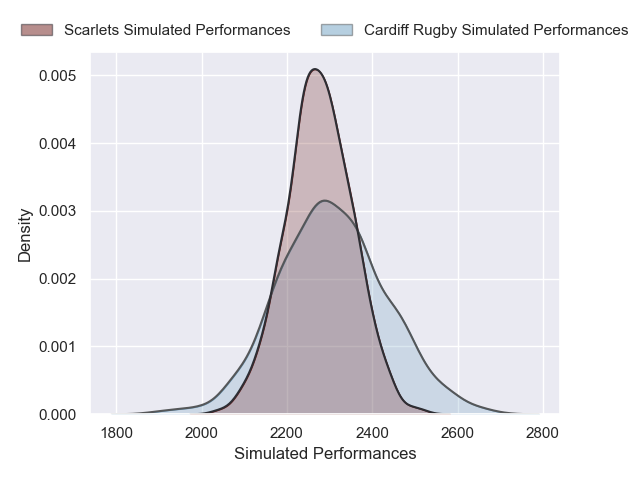 Scarlets Simulated Performances Cardiff Rugby Simulated Performances
0.005
0.004
0.003
0.002
0.001
0.000
Density
1800 2000 2200 2400 2600 2800
Simulated Performances